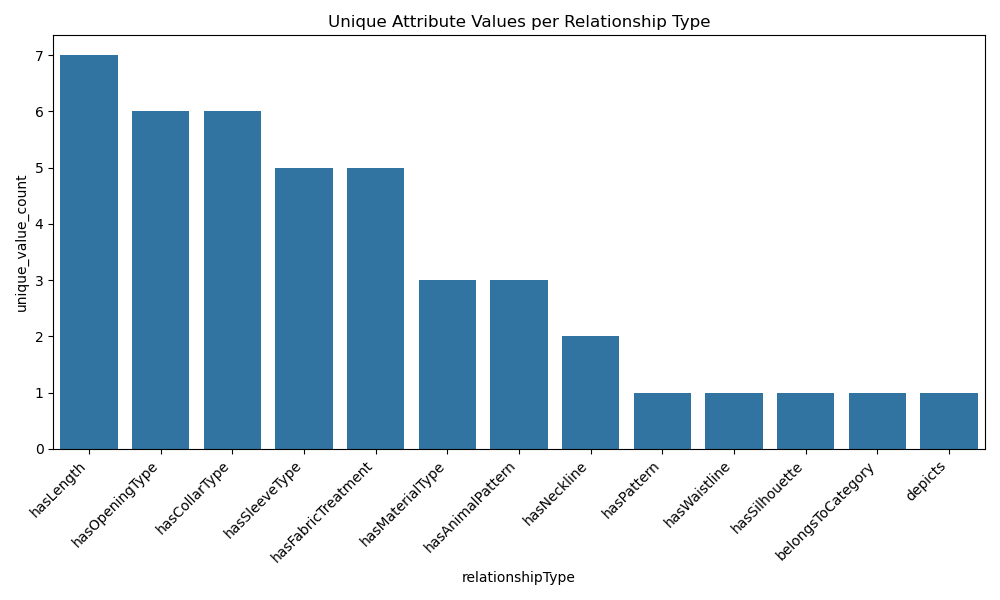 Unique Attribute Values per Relationship Type
unique_value_count
7
6
5
4
3
2
1
0
hasLength
hasOpeningType
hasCollarType
hasSleeveType
hasFabricTreatment
hasMaterialType
hasAnimalPattern
hasNeckline
hasPattern
hasWaistline
hasSilhouette
belongsToCategory
depicts
relationshipType